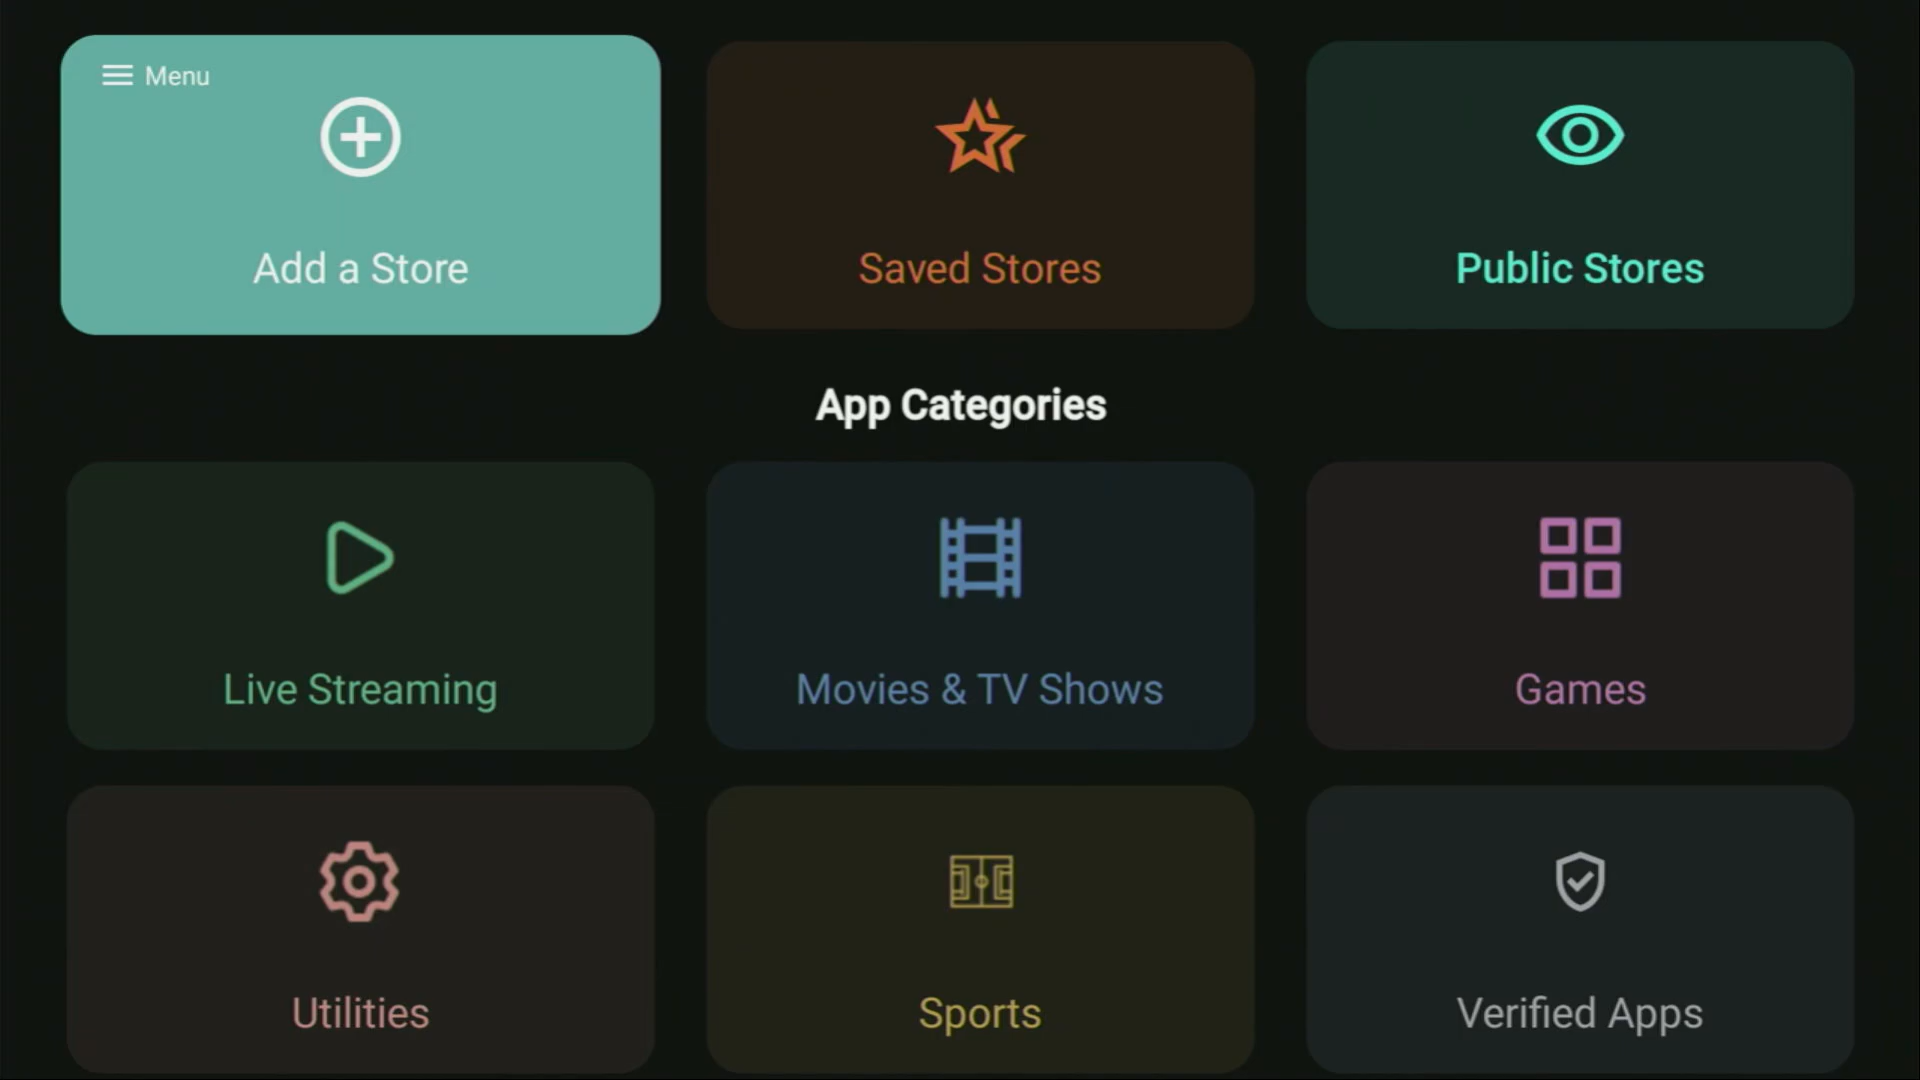 Menu
Add a Store
Saved Stores
Public Stores
App Categories
Live Streaming
Movies & TV Shows
Games
Utilities
Sports
Verified Apps